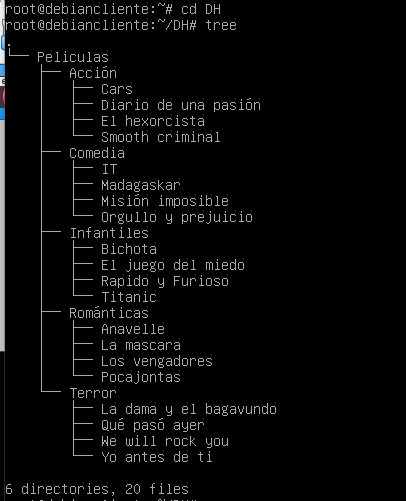 root@debiancliente:~# cd DH
root@debiancliente:~/DH# tree
.
└── Peliculas
    ├── Acción
    │   ├── Cars
    │   ├── Diario de una pasión
    │   ├── El hexorcista
    │   └── Smooth criminal
    ├── Comedia
    │   ├── IT
    │   ├── Madagaskar
    │   ├── Misión imposible
    │   └── Orgullo y prejuicio
    ├── Infantiles
    │   ├── Bichota
    │   ├── El juego del miedo
    │   ├── Rapido y Furioso
    │   └── Titanic
    ├── Románticas
    │   ├── Anavelle
    │   ├── La mascara
    │   ├── Los vengadores
    │   └── Pocajontas
    └── Terror
        ├── La dama y el bagavundo
        ├── Qué pasó ayer
        ├── We will rock you
        └── Yo antes de ti
6 directories, 20 files